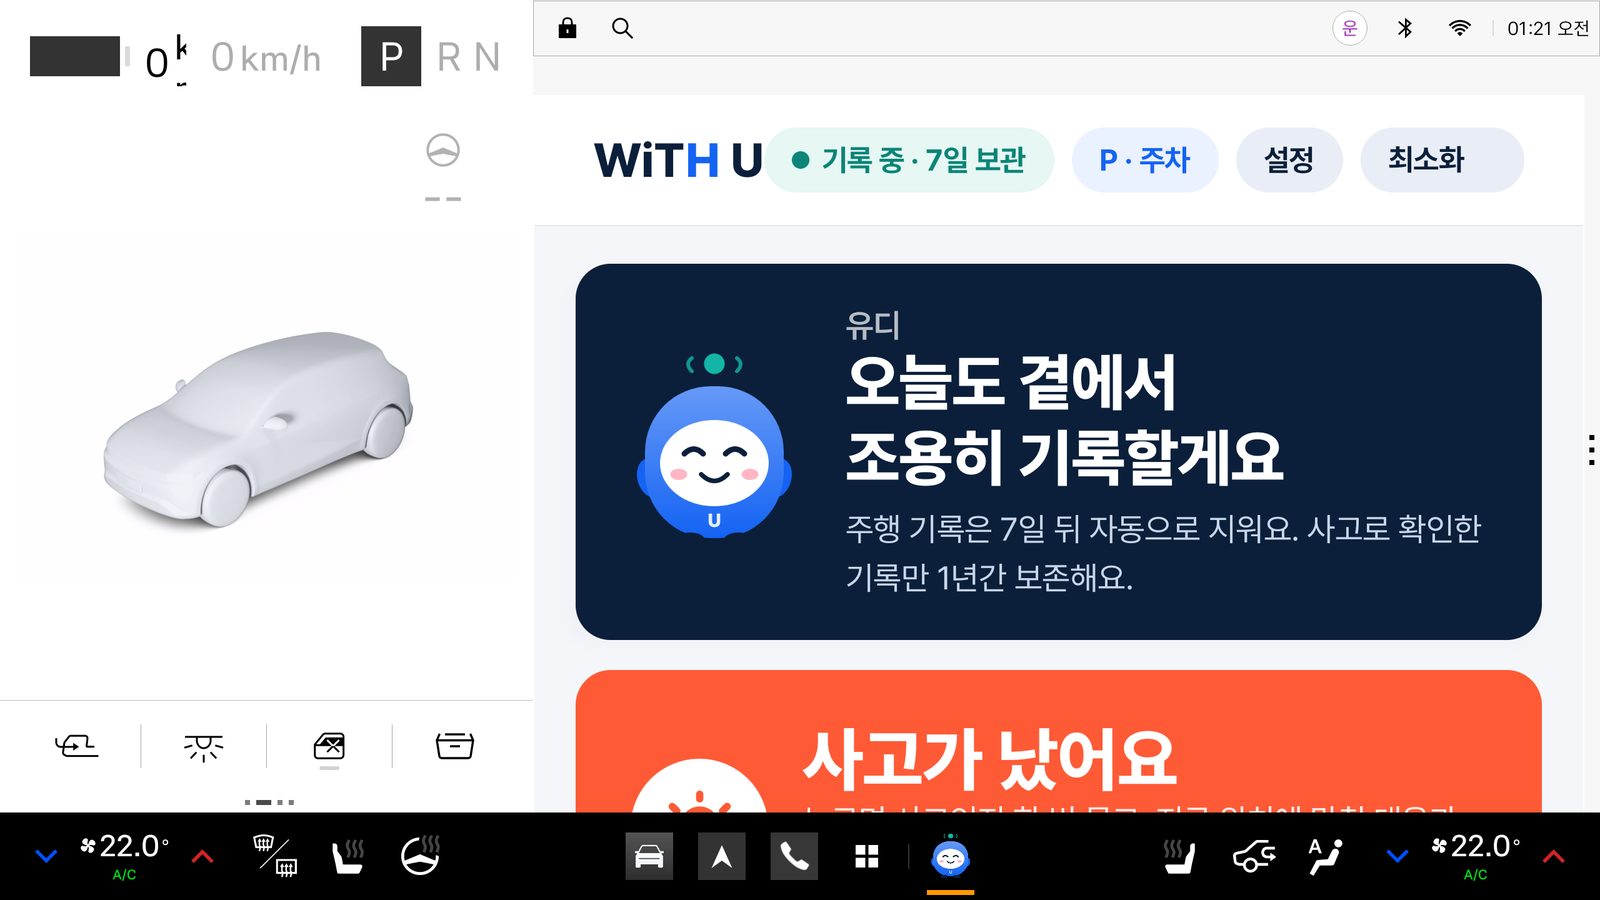 0
0 km/h
P R N
운
01:21 오전
WiTH U
기록 중 · 7일 보관
P · 주차
설정
최소화
유디
오늘도 곁에서
조용히 기록할게요
주행 기록은 7일 뒤 자동으로 지워요. 사고로 확인한
기록만 1년간 보존해요.
U
사고가 났어요
22.0°
A/C
A
22.0°
A/C